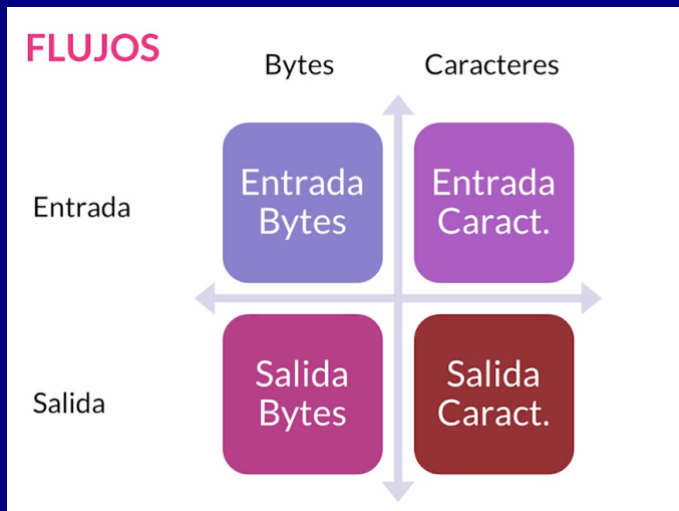 FLUJOS
Bytes
Caracteres
Entrada
Entrada
Bytes
Entrada
Caract.
Salida
Salida
Bytes
Salida
Caract.